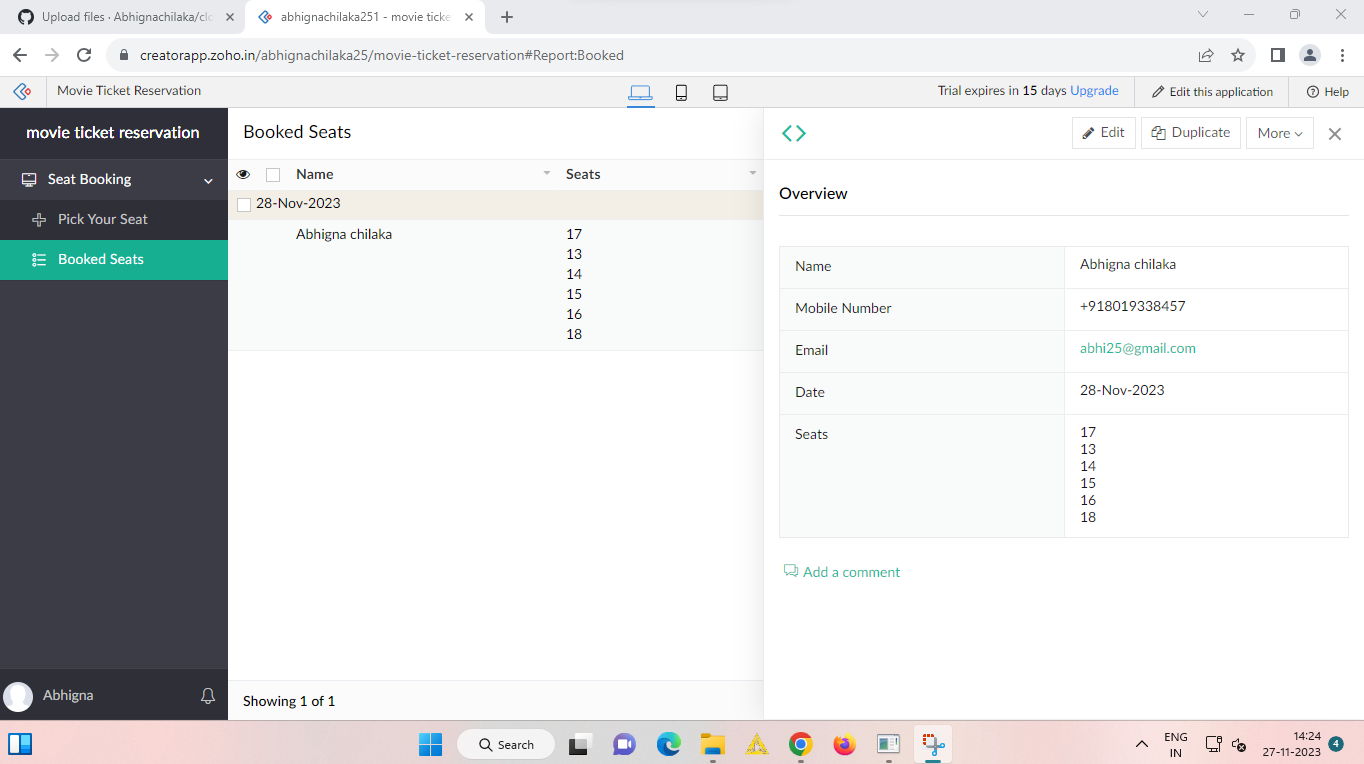 Upload files · Abhignachilaka/clo
abhignachilaka251 - movie ticke
creatorapp.zoho.in/abhignachilaka25/movie-ticket-reservation#Report:Booked
Movie Ticket Reservation
Trial expires in 15 days Upgrade
Edit this application
Help
movie ticket reservation
Seat Booking
Pick Your Seat
Booked Seats
Abhigna
Booked Seats
Name Seats
28-Nov-2023
Abhigna chilaka 17
13
14
15
16
18
Showing 1 of 1
Edit Duplicate More
Overview
Name Abhigna chilaka
Mobile Number +918019338457
Email abhi25@gmail.com
Date 28-Nov-2023
Seats 17
13
14
15
16
18
Add a comment
Search
ENG
IN
14:24
27-11-2023
4